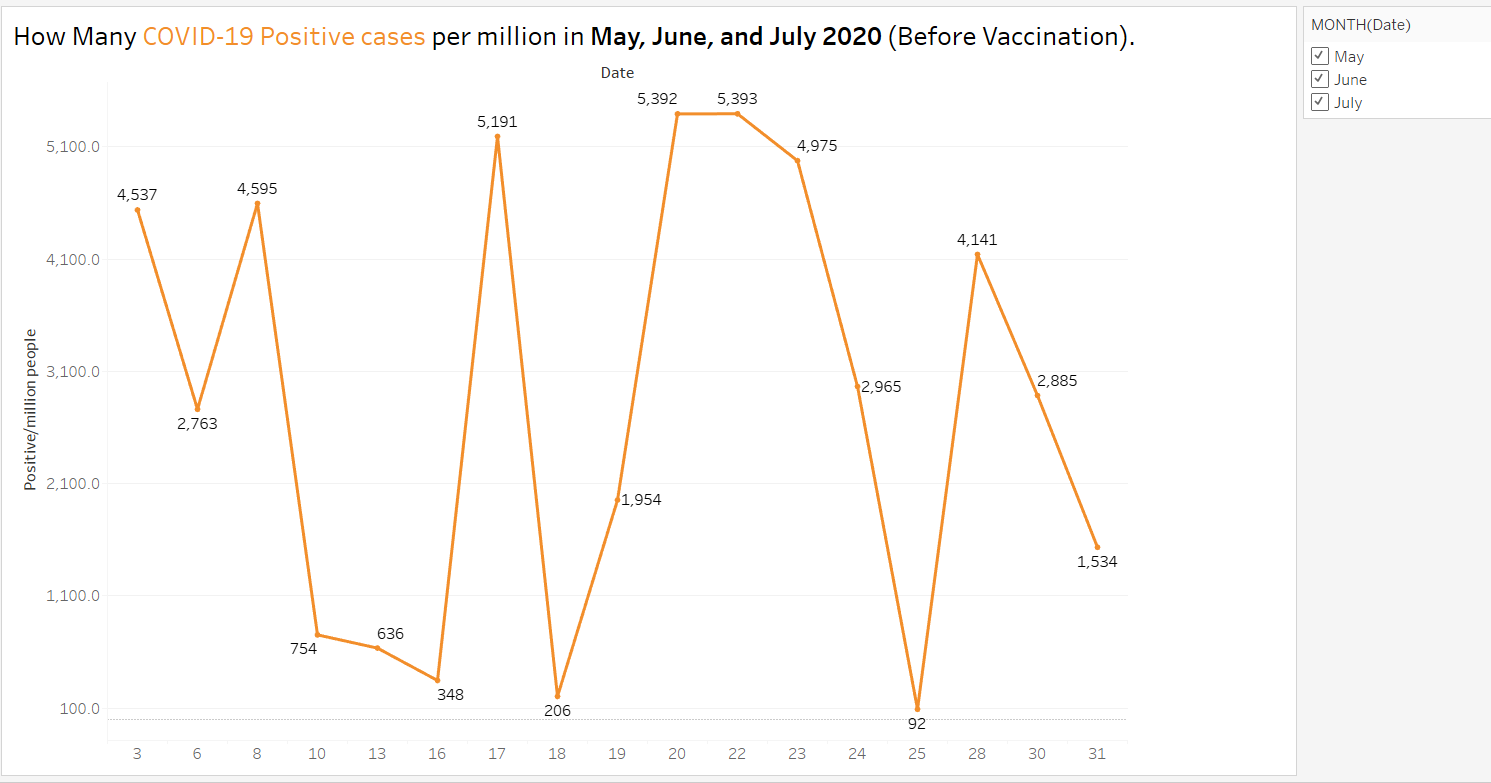 How Many COVID-19 Positive cases per million in May, June, and July 2020 (Before Vaccination).
MONTH(Date)
May
June
July
Date
Positive/million people
5,100.0
4,100.0
3,100.0
2,100.0
1,100.0
100.0
4,537
2,763
4,595
754
636
348
5,191
206
1,954
5,392
5,393
4,975
2,965
92
4,141
2,885
1,534
3 6 8 10 13 16 17 18 19 20 22 23 24 25 28 30 31